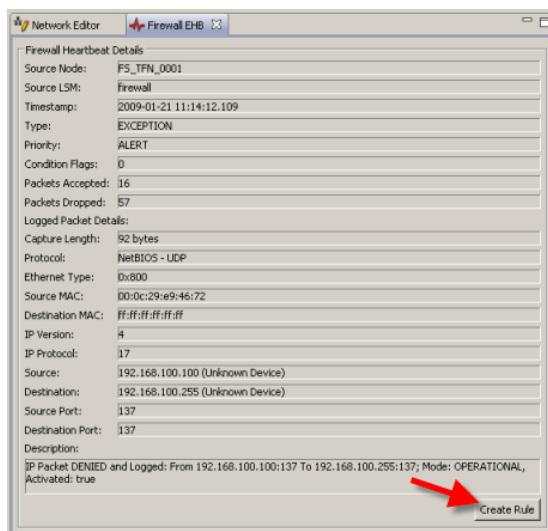 Network Editor Firewall EHB
Firewall Heartbeat Details
Source Node: FS_TFN_0001
Source LSM: firewall
Timestamp: 2009-01-21 11:14:12.109
Type: EXCEPTION
Priority: ALERT
Condition Flags: 0
Packets Accepted: 16
Packets Dropped: 57
Logged Packet Details:
Capture Length: 92 bytes
Protocol: NetBIOS - UDP
Ethernet Type: 0x800
Source MAC: 00:0c:29:e9:46:72
Destination MAC: ff:ff:ff:ff:ff:ff
IP Version: 4
IP Protocol: 17
Source: 192.168.100.100 (Unknown Device)
Destination: 192.168.100.255 (Unknown Device)
Source Port: 137
Destination Port: 137
Description:
IP Packet DENIED and Logged: From 192.168.100.100:137 To 192.168.100.255:137; Mode: OPERATIONAL,
Activated: true
Create Rule